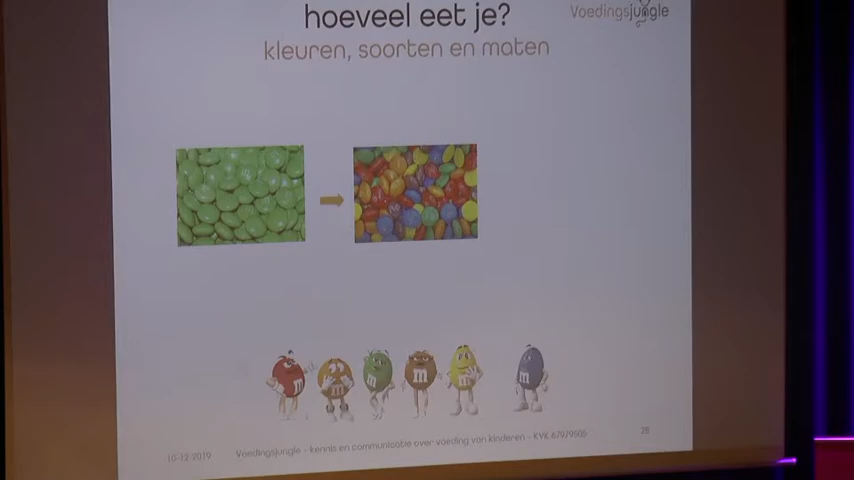 hoeveel eet je?
Voedingsjungle
kleuren, soorten en maten
m
m
m
m
m
m
10-12-2019
Voedingsjungle - kennis en communicatie over voeding van kinderen - KVK 67979505
28